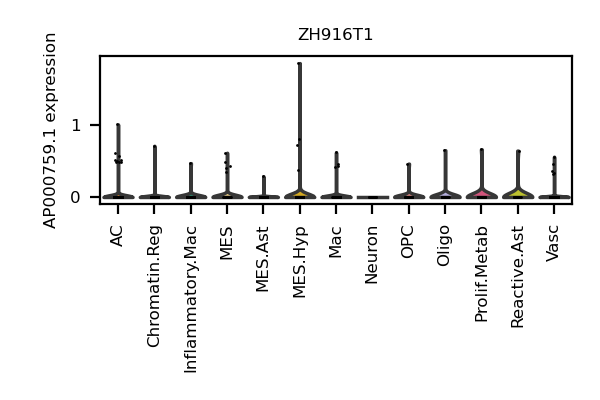 ZH916T1
AP000759.1 expression
1
0
AC
Chromatin.Reg
Inflammatory.Mac
MES
MES.Ast
MES.Hyp
Mac
Neuron
OPC
Oligo
Prolif.Metab
Reactive.Ast
Vasc